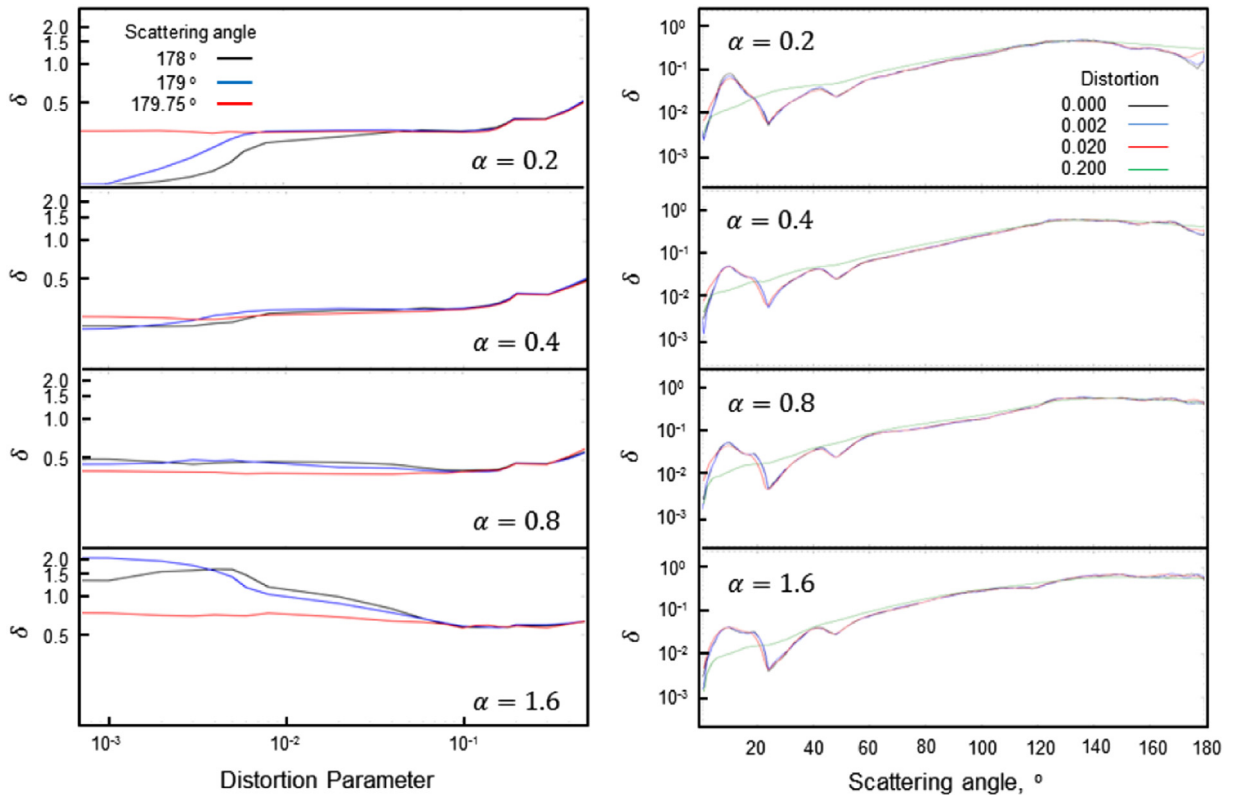 2.0
1.5
1.0
0.5
δ
Scattering angle
178 °
179 °
179.75 °
α = 0.2
2.0
1.5
1.0
0.5
δ
α = 0.4
2.0
1.5
1.0
0.5
δ
α = 0.8
2.0
1.5
1.0
0.5
δ
α = 1.6
10⁻³ 10⁻² 10⁻¹
Distortion Parameter
10⁰
10⁻¹
10⁻²
10⁻³
δ
α = 0.2
Distortion
0.000
0.002
0.020
0.200
10⁰
10⁻¹
10⁻²
10⁻³
δ
α = 0.4
10⁰
10⁻¹
10⁻²
10⁻³
δ
α = 0.8
10⁰
10⁻¹
10⁻²
10⁻³
δ
α = 1.6
20 40 60 80 100 120 140 160 180
Scattering angle, °